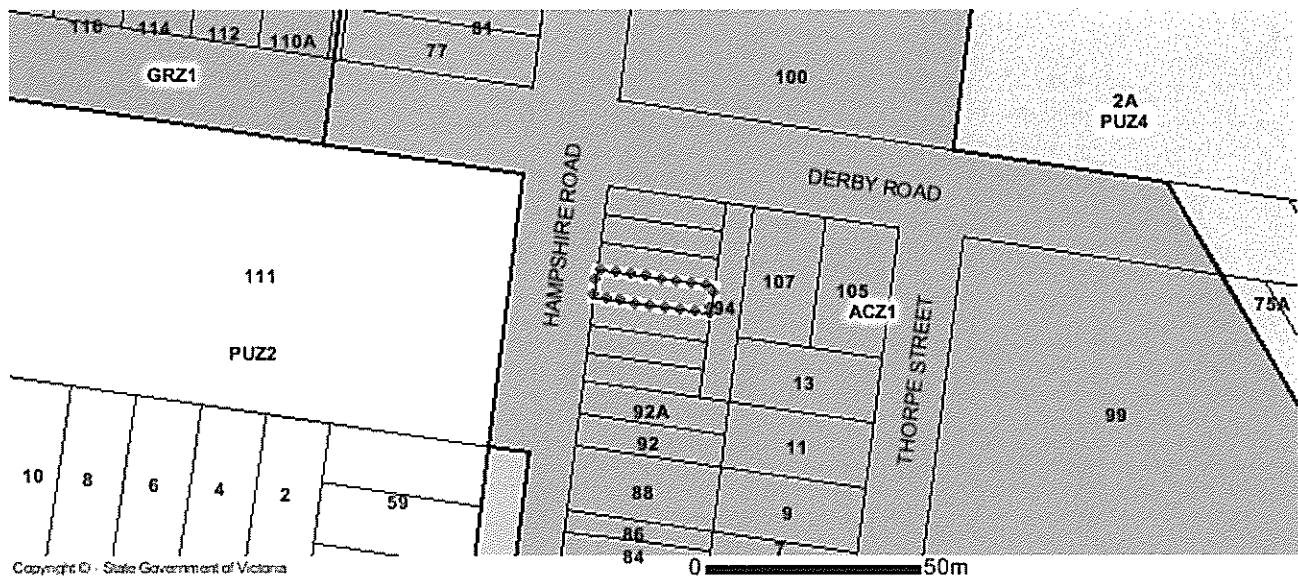 116
114
112
110A
81
77
GRZ1
100
2A
PUZ4
HAMPSHIRE ROAD
DERBY ROAD
111
PUZ2
94
107
105
ACZ1
75A
THORPE STREET
13
99
92A
92
11
10
8
6
4
2
59
88
9
86
84
7
Copyright © - State Government of Victoria
0
50m